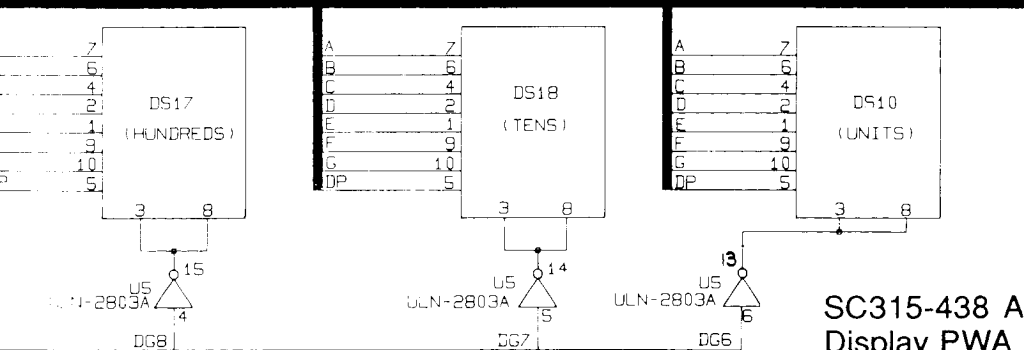 7 A 7 A 7
6 B 6 B 6
4 C 4 C 4
2 DS17 D 2 DS18 D 2 DS10
1 (HUNDREDS) E 1 (TENS) E 1 (UNITS)
9 F 9 F 9
10 G 10 G 10
5 DP 5 DP 5
3 8 3 8 3 8
15 14 13
U5 U5 U5
-2803A ULN-2803A ULN-2803A
4 5 6
DG8 DG7 DG6
SC315-438 A
Display PWA